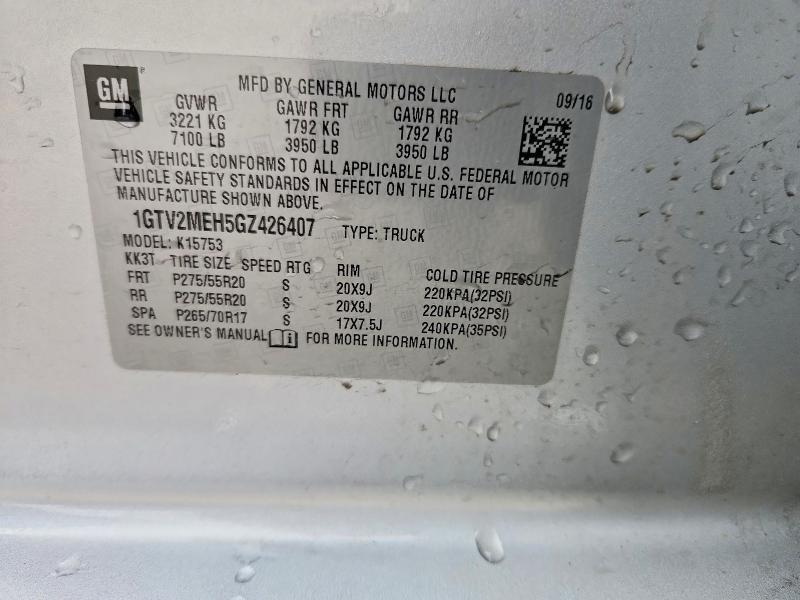 GM
MFD BY GENERAL MOTORS LLC 09/16
GVWR GAWR FRT GAWR RR
3221 KG 1792 KG 1792 KG
7100 LB 3950 LB 3950 LB
THIS VEHICLE CONFORMS TO ALL APPLICABLE U.S. FEDERAL MOTOR
VEHICLE SAFETY STANDARDS IN EFFECT ON THE DATE OF
MANUFACTURE SHOWN ABOVE.
1GTV2MEH5GZ426407 TYPE: TRUCK
MODEL: K15753
KK3T TIRE SIZE SPEED RTG RIM COLD TIRE PRESSURE
FRT P275/55R20 S 20X9J 220KPA(32PSI)
RR P275/55R20 S 20X9J 220KPA(32PSI)
SPA P265/70R17 S 17X7.5J 240KPA(35PSI)
SEE OWNER'S MANUAL FOR MORE INFORMATION.